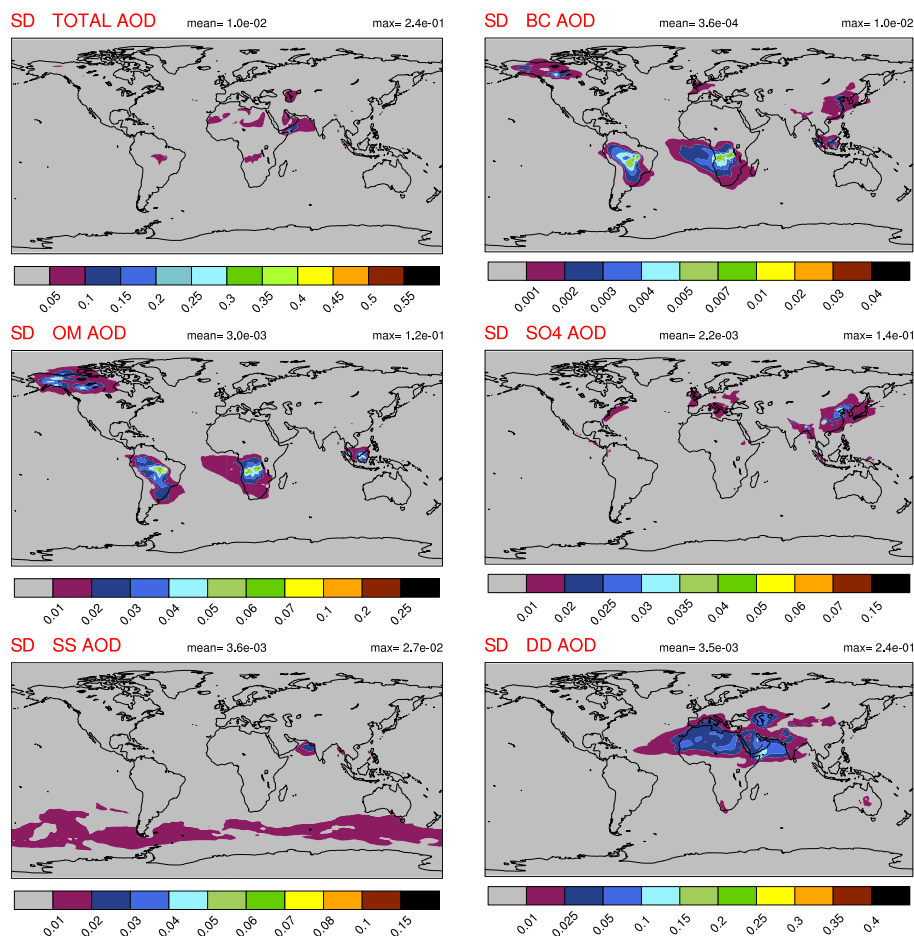 SD TOTAL AOD mean= 1.0e-02 max= 2.4e-01
0.05 0.1 0.15 0.2 0.25 0.3 0.35 0.4 0.45 0.5 0.55
SD BC AOD mean= 3.6e-04 max= 1.0e-02
0.001 0.002 0.003 0.004 0.005 0.007 0.01 0.02 0.03 0.04
SD OM AOD mean= 3.0e-03 max= 1.2e-01
0.01 0.02 0.03 0.04 0.05 0.06 0.07 0.1 0.2 0.25
SD SO4 AOD mean= 2.2e-03 max= 1.4e-01
0.01 0.02 0.025 0.03 0.035 0.04 0.05 0.06 0.07 0.15
SD SS AOD mean= 3.6e-03 max= 2.7e-02
0.01 0.02 0.03 0.04 0.05 0.06 0.07 0.08 0.1 0.15
SD DD AOD mean= 3.5e-03 max= 2.4e-01
0.01 0.025 0.05 0.1 0.15 0.2 0.25 0.3 0.35 0.4